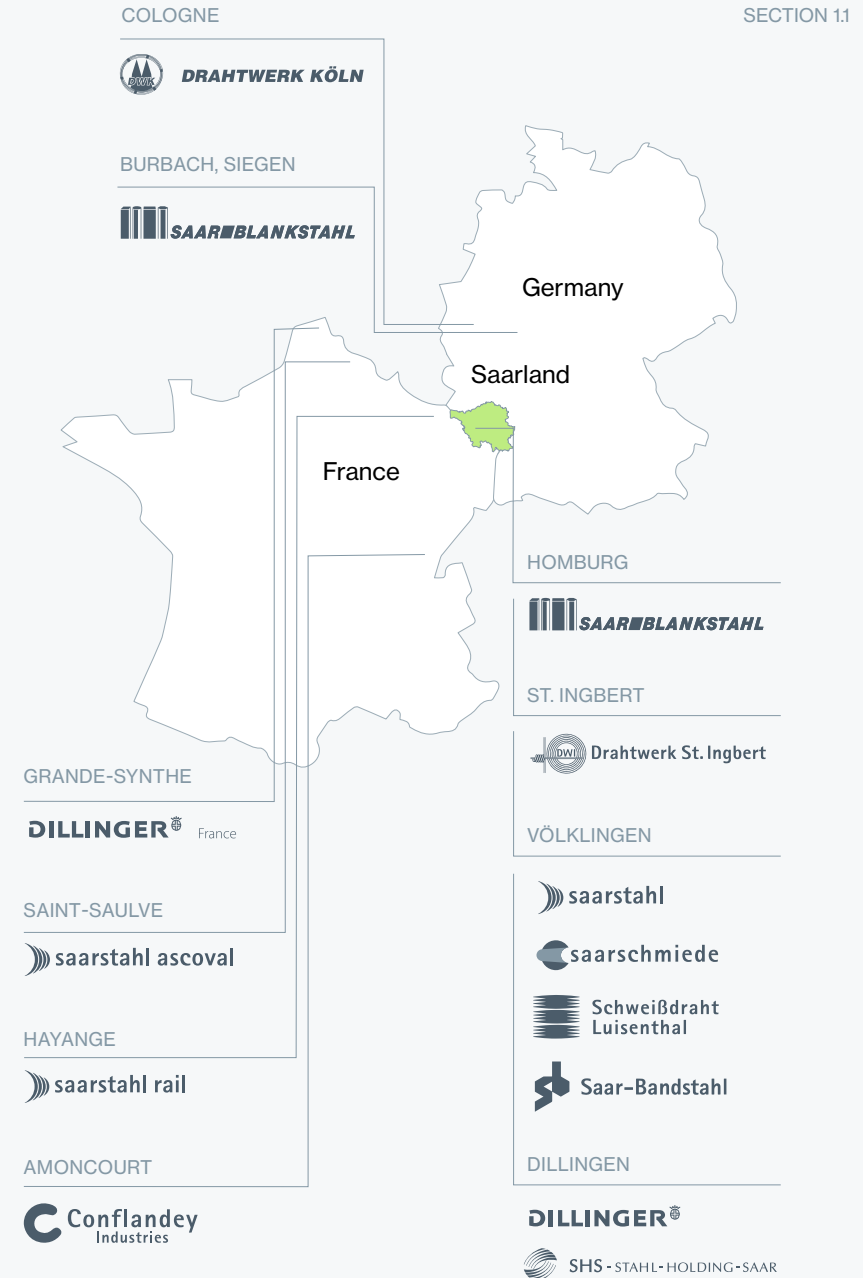 COLOGNE
SECTION 1.1
DWK
DRAHTWERK KÖLN
BURBACH, SIEGEN
SAAR BLANKSTAHL
Germany
Saarland
France
HOMBURG
SAAR BLANKSTAHL
ST. INGBERT
DWI
Drahtwerk St. Ingbert
GRANDE-SYNTHE
DILLINGER France
SAINT-SAULVE
saarstahl ascoval
HAYANGE
saarstahl rail
AMONCOURT
Conflandey
Industries
VÖLKLINGEN
saarstahl
saarschmiede
Schweißdraht
Luisenthal
Saar-Bandstahl
DILLINGEN
DILLINGER
SHS - STAHL-HOLDING-SAAR